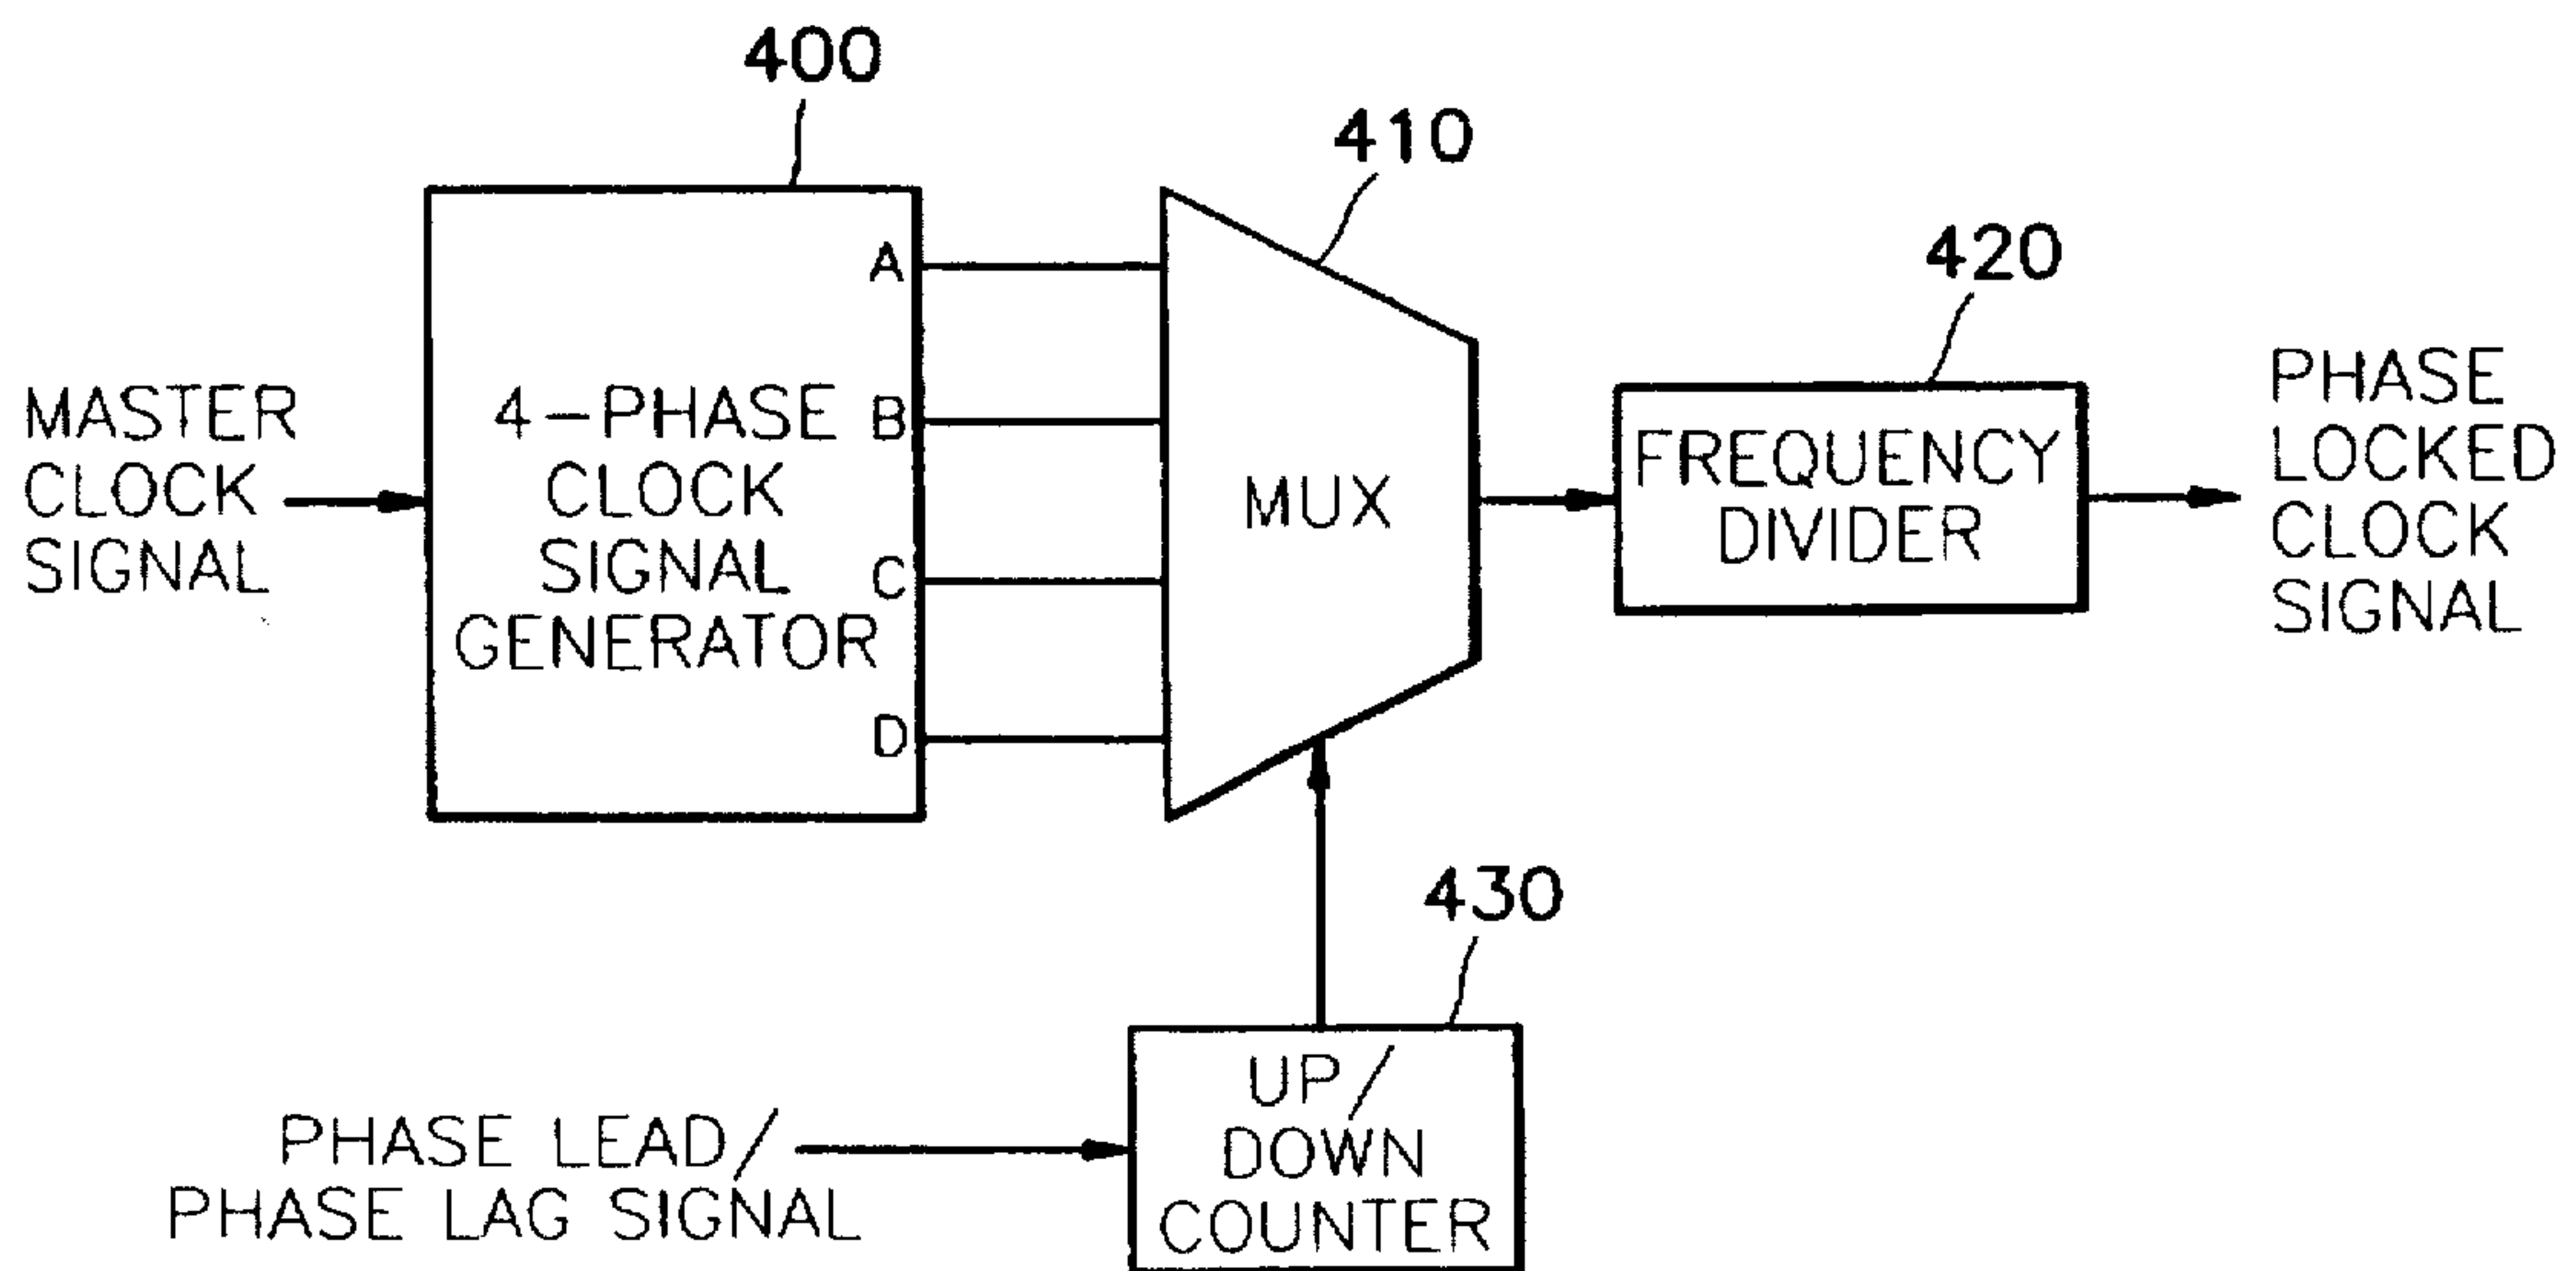 400
410
420
MASTER
CLOCK
SIGNAL
4-PHASE
CLOCK
SIGNAL
GENERATOR
A
B
C
D
MUX
FREQUENCY
DIVIDER
PHASE
LOCKED
CLOCK
SIGNAL
430
PHASE LEAD/
PHASE LAG SIGNAL
UP/
DOWN
COUNTER